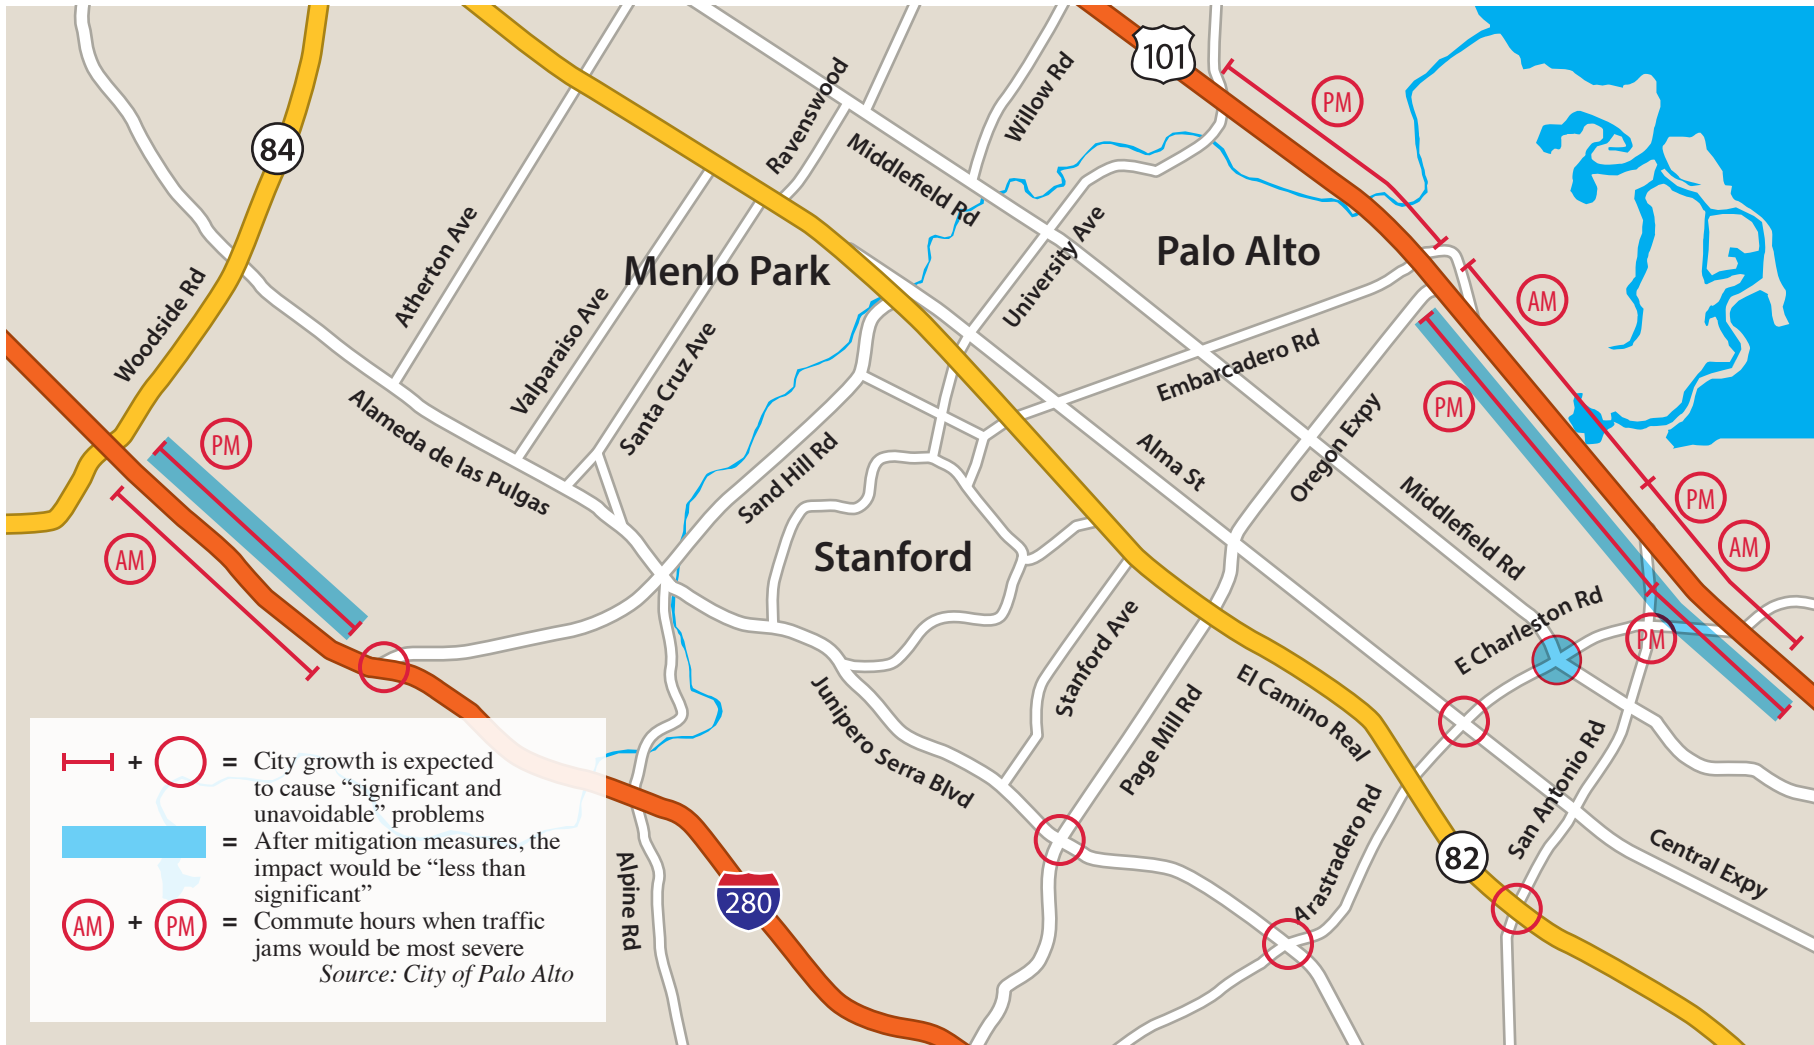 101
PM
84
Ravenswood
Willow Rd
Middlefield Rd
Atherton Ave
Menlo Park
University Ave
Palo Alto
Woodside Rd
Valparaiso Ave
Santa Cruz Ave
AM
Embarcadero Rd
PM
Alameda de las Pulgas
PM
Sand Hill Rd
Alma St
Oregon Expy
Middlefield Rd
PM
AM
AM
Stanford
E Charleston Rd
PM
Stanford Ave
Junipero Serra Blvd
Page Mill Rd
El Camino Real
San Antonio Rd
Arastradero Rd
82
Central Expy
Alpine Rd
280
+ = City growth is expected
to cause “significant and
unavoidable” problems
= After mitigation measures, the
impact would be “less than
significant”
AM + PM = Commute hours when traffic
jams would be most severe
Source: City of Palo Alto